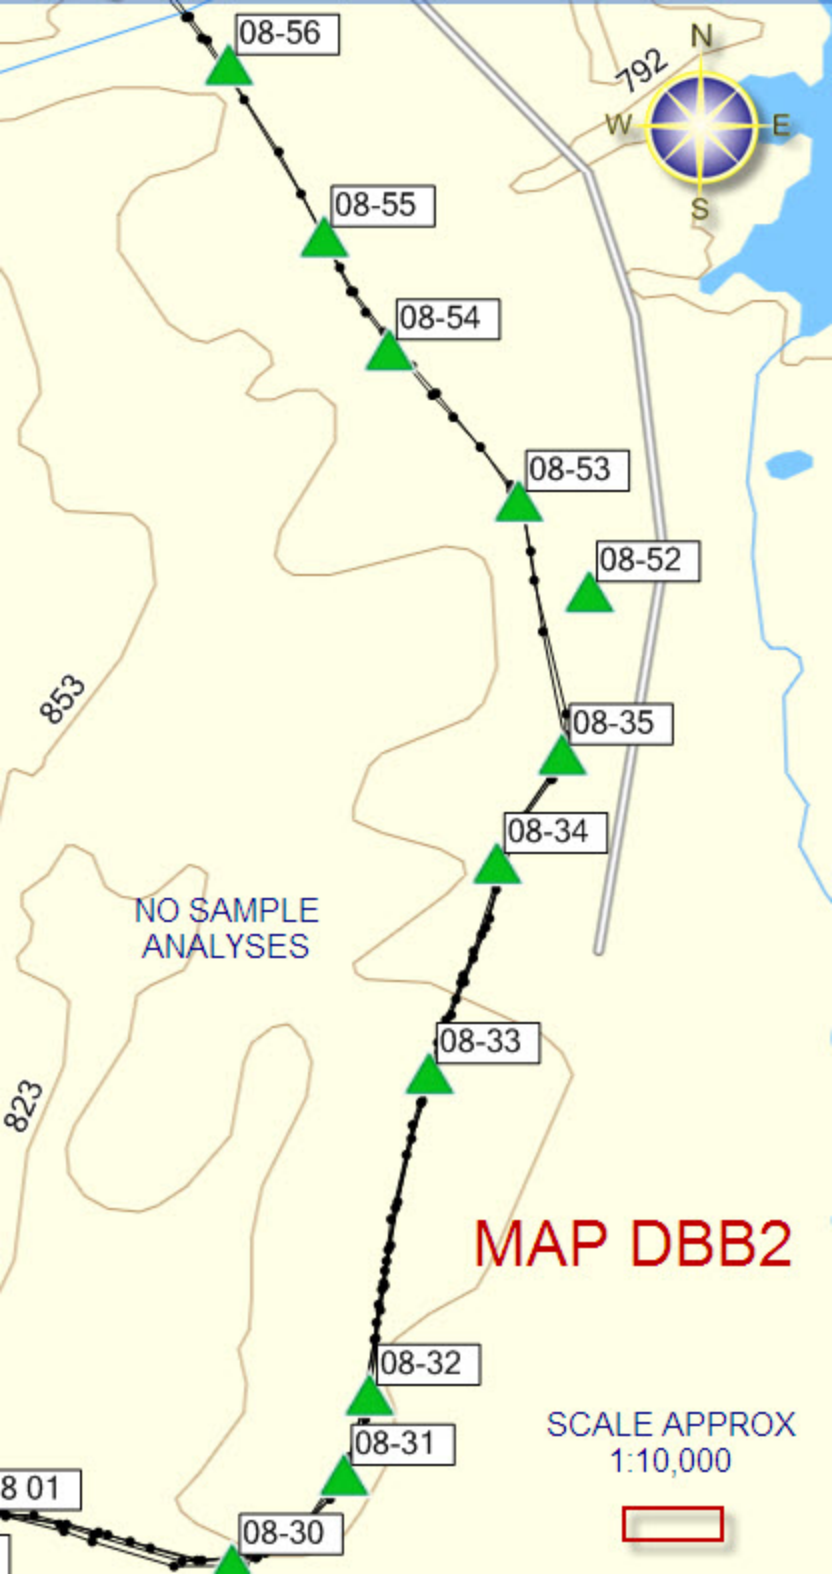 08-56
N
792
W
E
S
08-55
08-54
08-53
08-52
853
08-35
08-34
NO SAMPLE
ANALYSES
08-33
823
MAP DBB2
08-32
SCALE APPROX
1:10,000
08-31
8 01
08-30